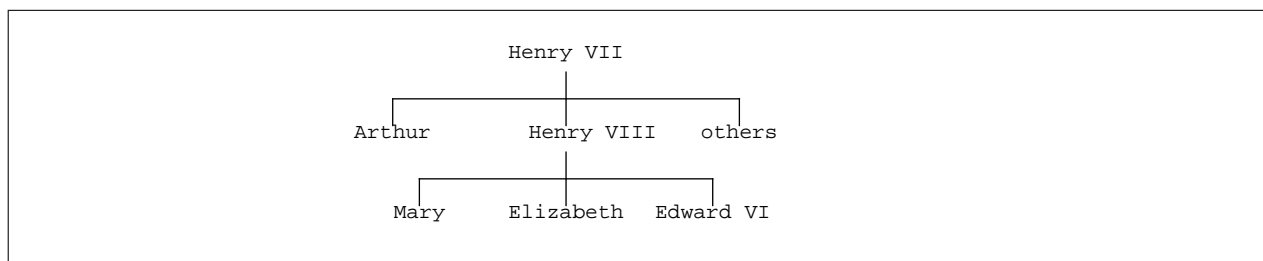 Henry VII
Arthur Henry VIII others
Mary Elizabeth Edward VI